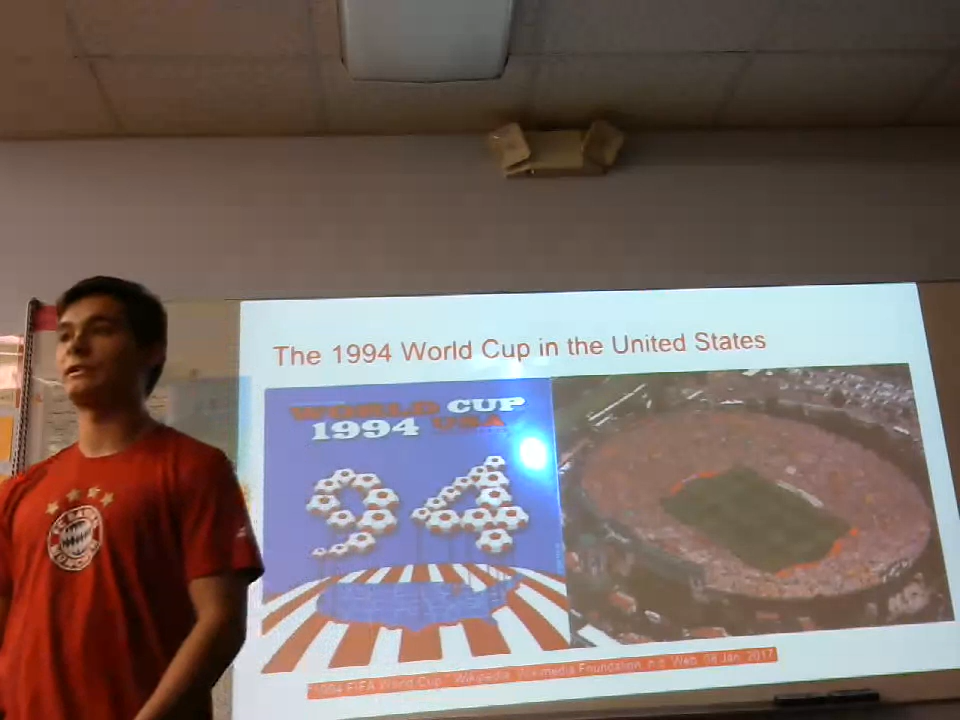 The 1994 World Cup in the United States
WORLD CUP
1994 USA
94
"1994 FIFA World Cup." Wikipedia. Wikimedia Foundation, n.d. Web. 08 Jan. 2017.